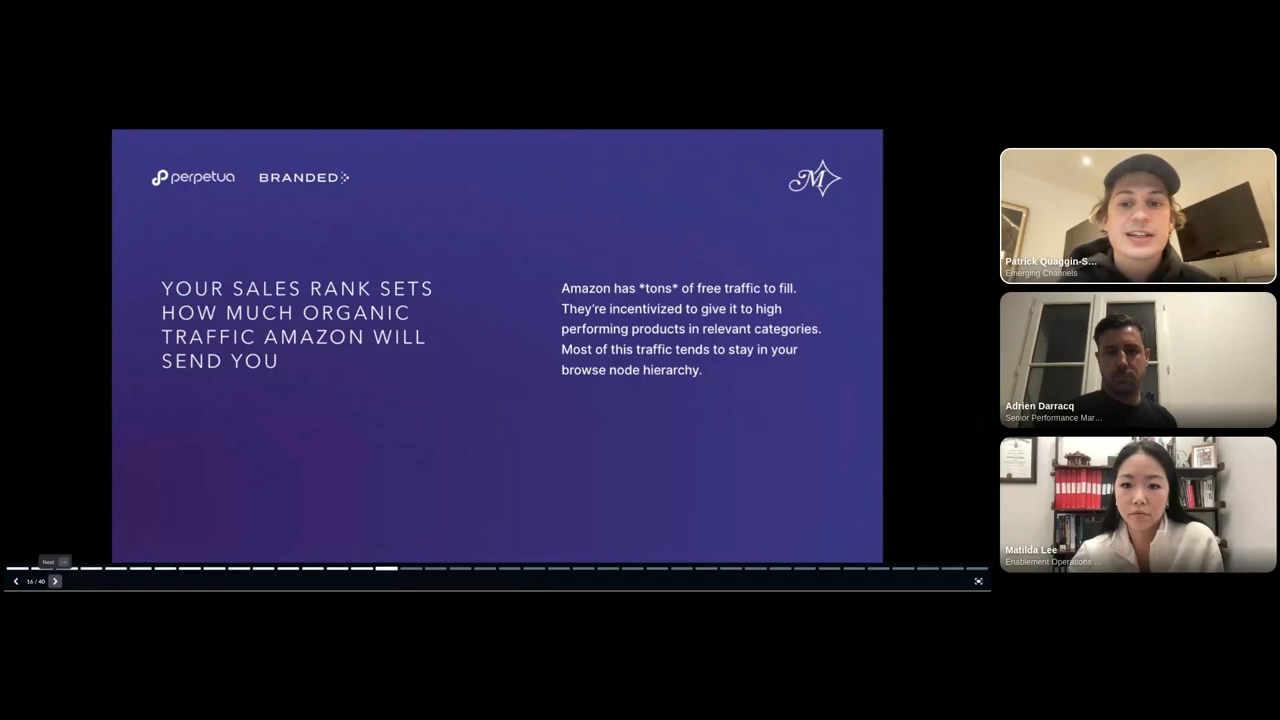 perpetua
BRANDED
M
YOUR SALES RANK SETS
HOW MUCH ORGANIC
TRAFFIC AMAZON WILL
SEND YOU
Amazon has *tons* of free traffic to fill.
They're incentivized to give it to high
performing products in relevant categories.
Most of this traffic tends to stay in your
browse node hierarchy.
Next
16 / 40
Patrick Quaggin-S...
Emerging Channels
Adrien Darracq
Senior Performance Mar...
Matilda Lee
Enablement Operations ...